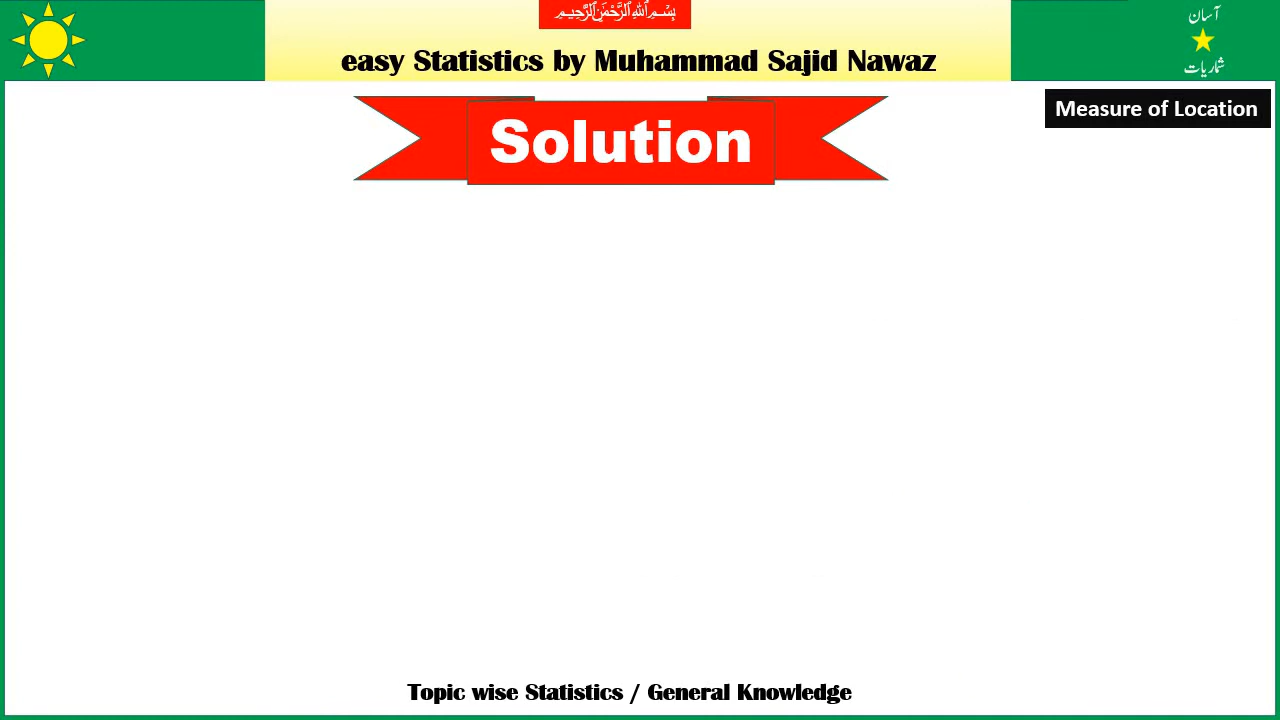 بِسْمِ اللهِ الرَّحْمٰنِ الرَّحِيْمِ
آسان
easy Statistics by Muhammad Sajid Nawaz
شماریات
Measure of Location
Solution
Topic wise Statistics / General Knowledge